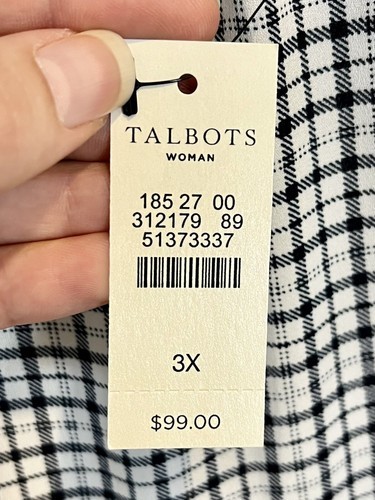 TALBOTS
WOMAN
185 27 00
312179 89
51373337
3X
$99.00